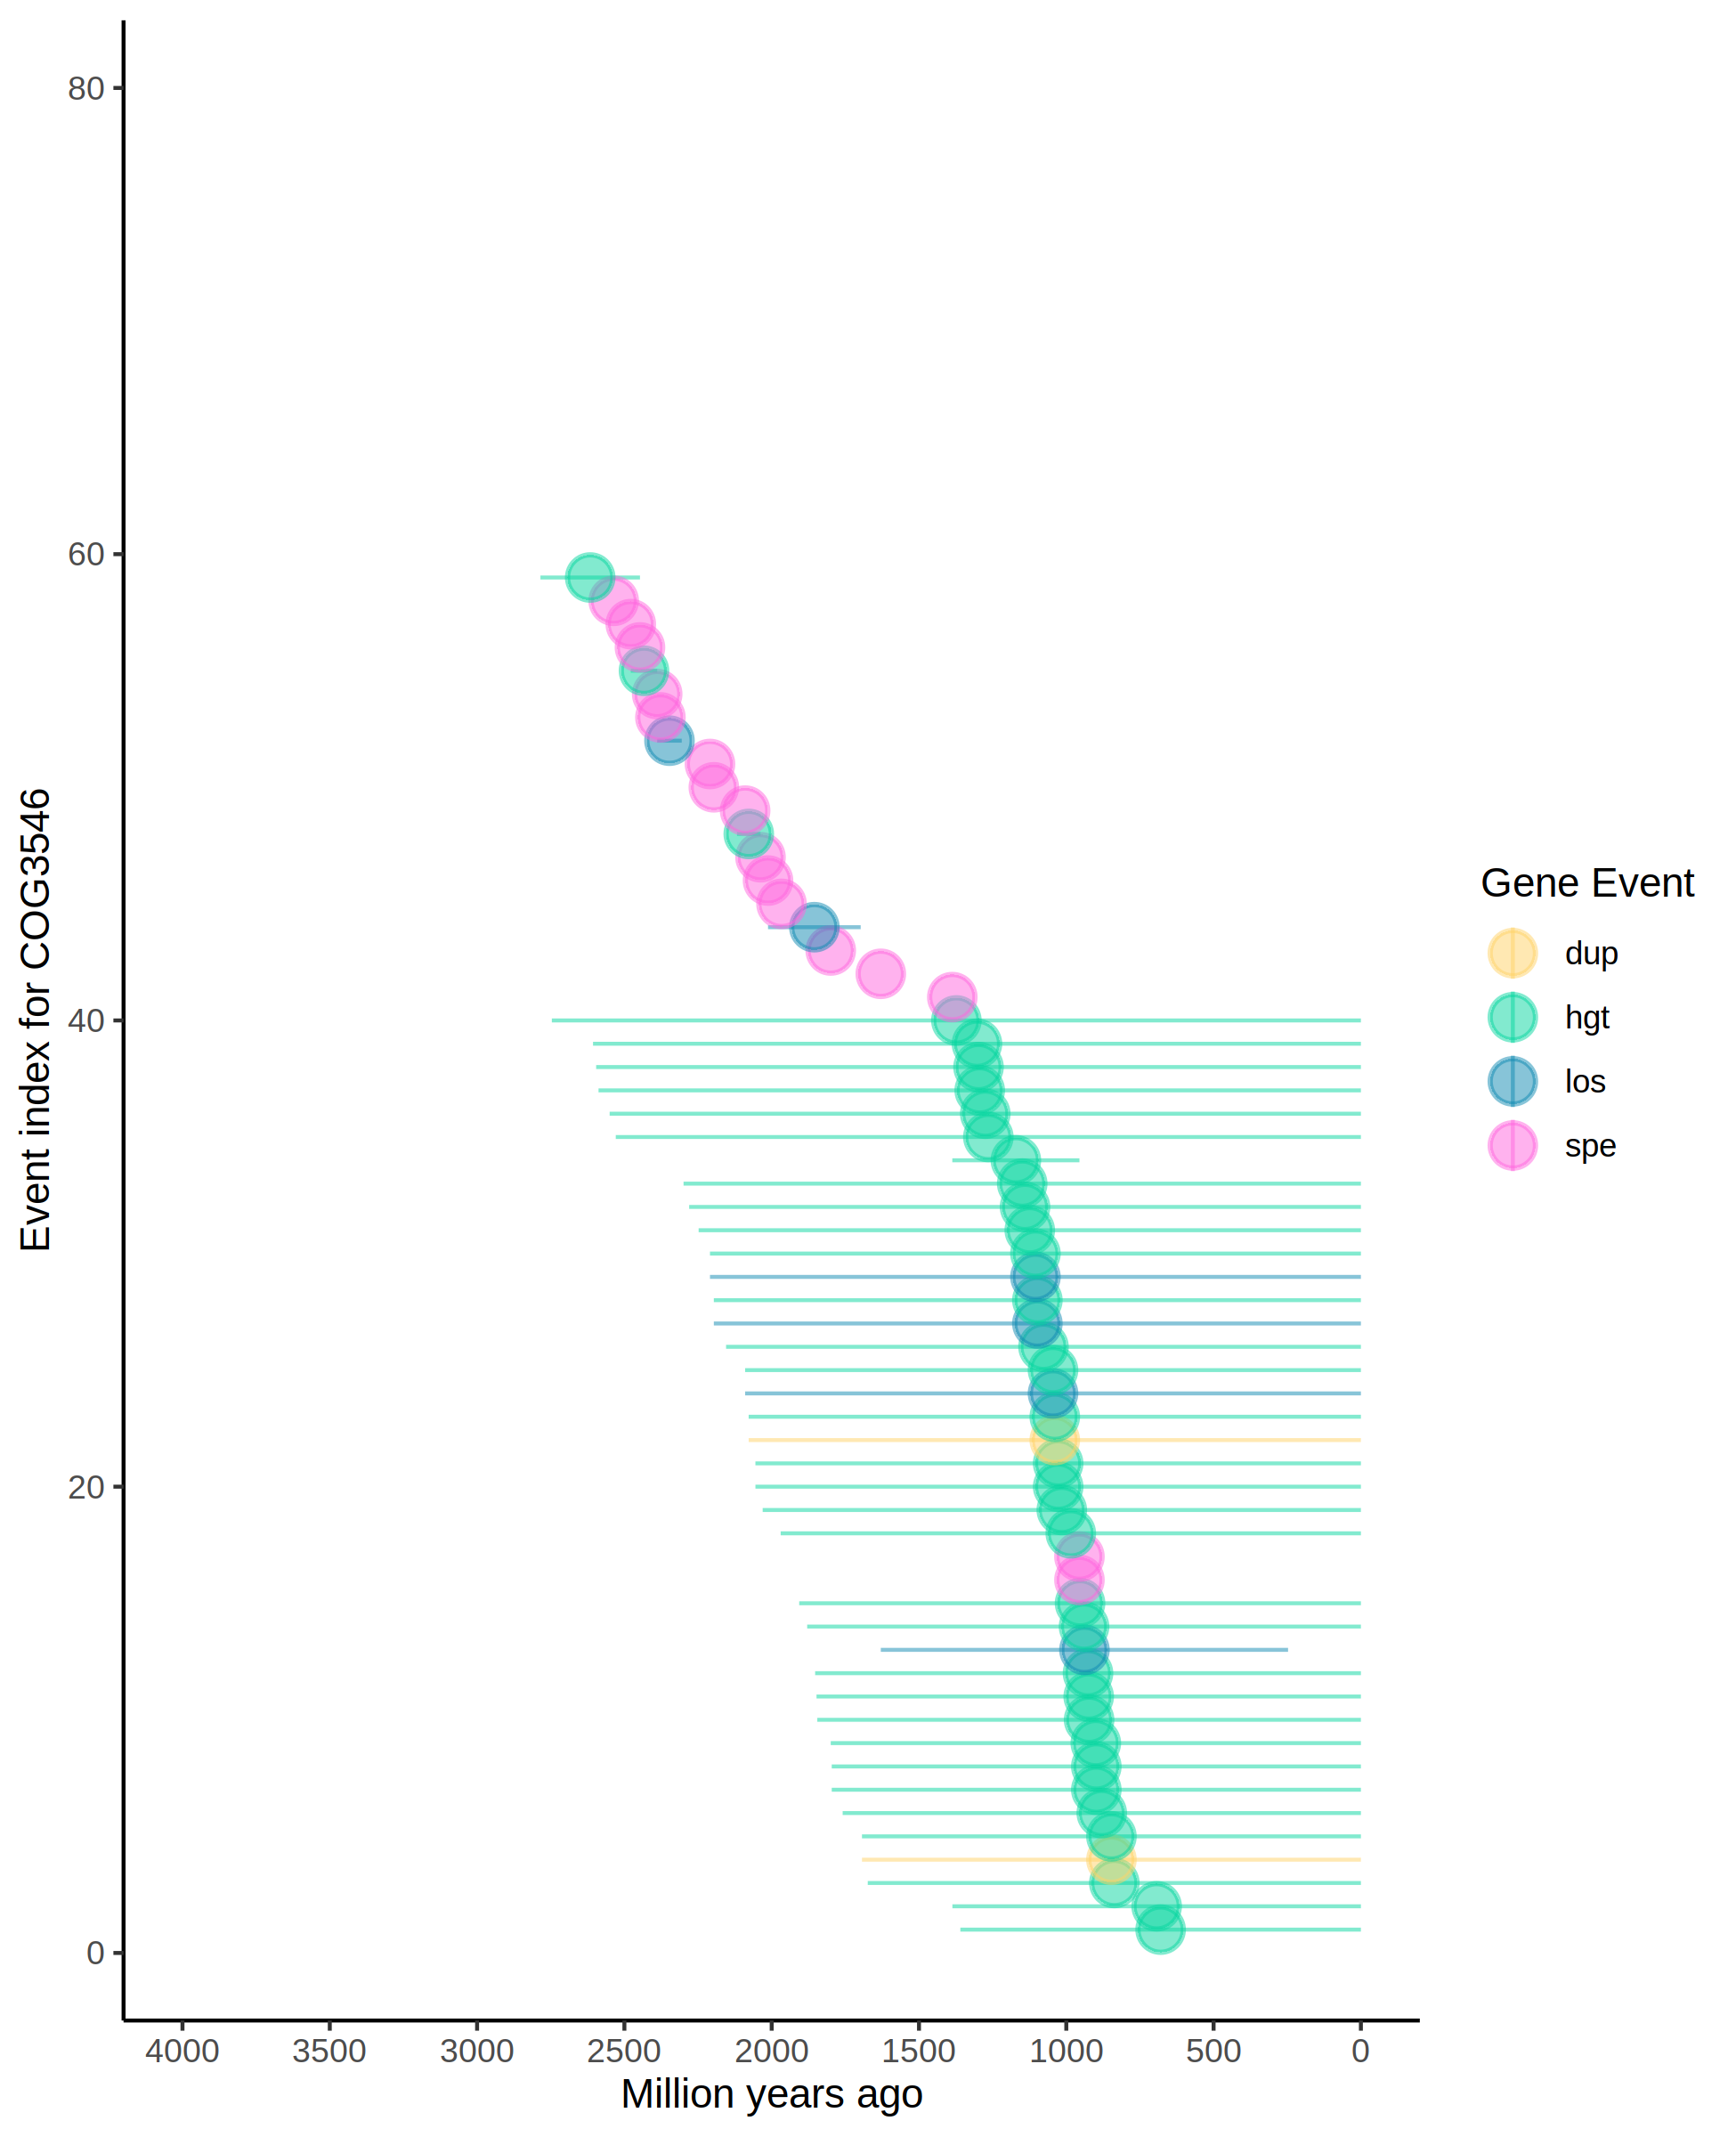 80
60
40
20
0
Event index for COG3546
4000 3500 3000 2500 2000 1500 1000 500 0
Million years ago
Gene Event
dup
hgt
los
spe